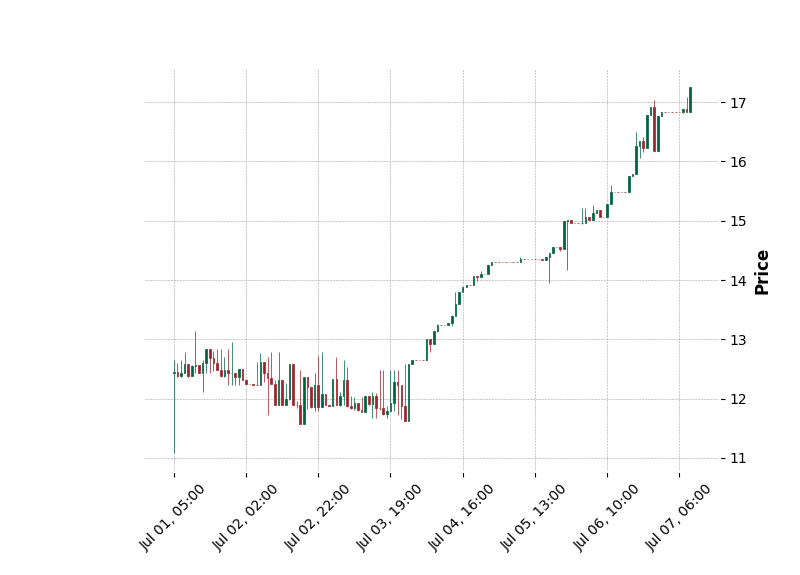 17
16
15
14
13
12
11
Price
Jul 01, 05:00
Jul 02, 02:00
Jul 02, 22:00
Jul 03, 19:00
Jul 04, 16:00
Jul 05, 13:00
Jul 06, 10:00
Jul 07, 06:00